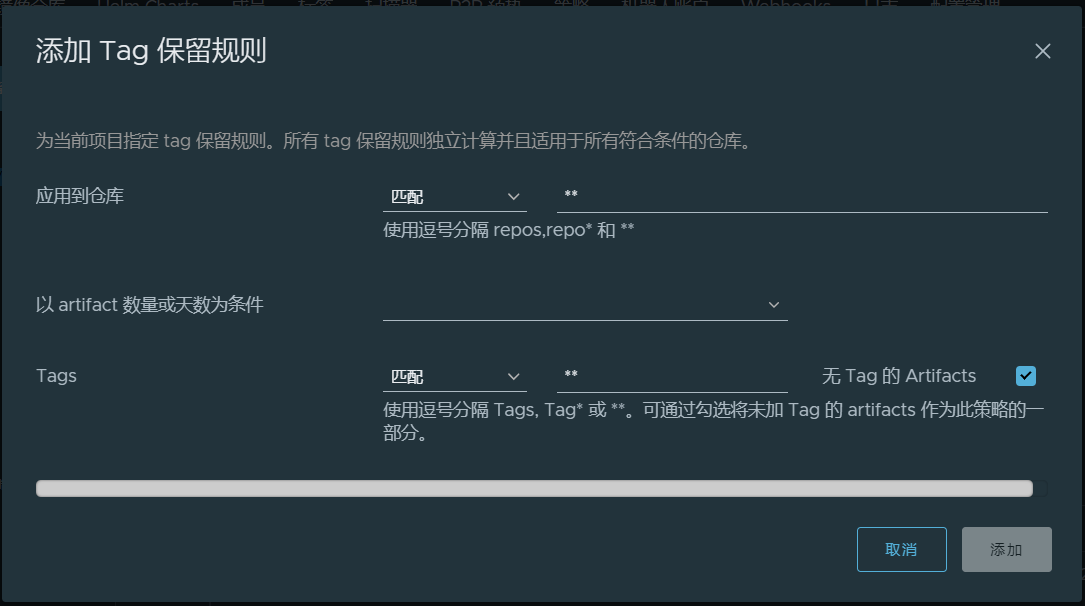 Helm Charts
Webhooks
添加 Tag 保留规则
为当前项目指定 tag 保留规则。所有 tag 保留规则独立计算并且适用于所有符合条件的仓库。
应用到仓库 匹配 **
使用逗号分隔 repos,repo* 和 **
以 artifact 数量或天数为条件
Tags 匹配 ** 无 Tag 的 Artifacts
使用逗号分隔 Tags, Tag* 或 **。可通过勾选将未加 Tag 的 artifacts 作为此策略的一
部分。
取消 添加